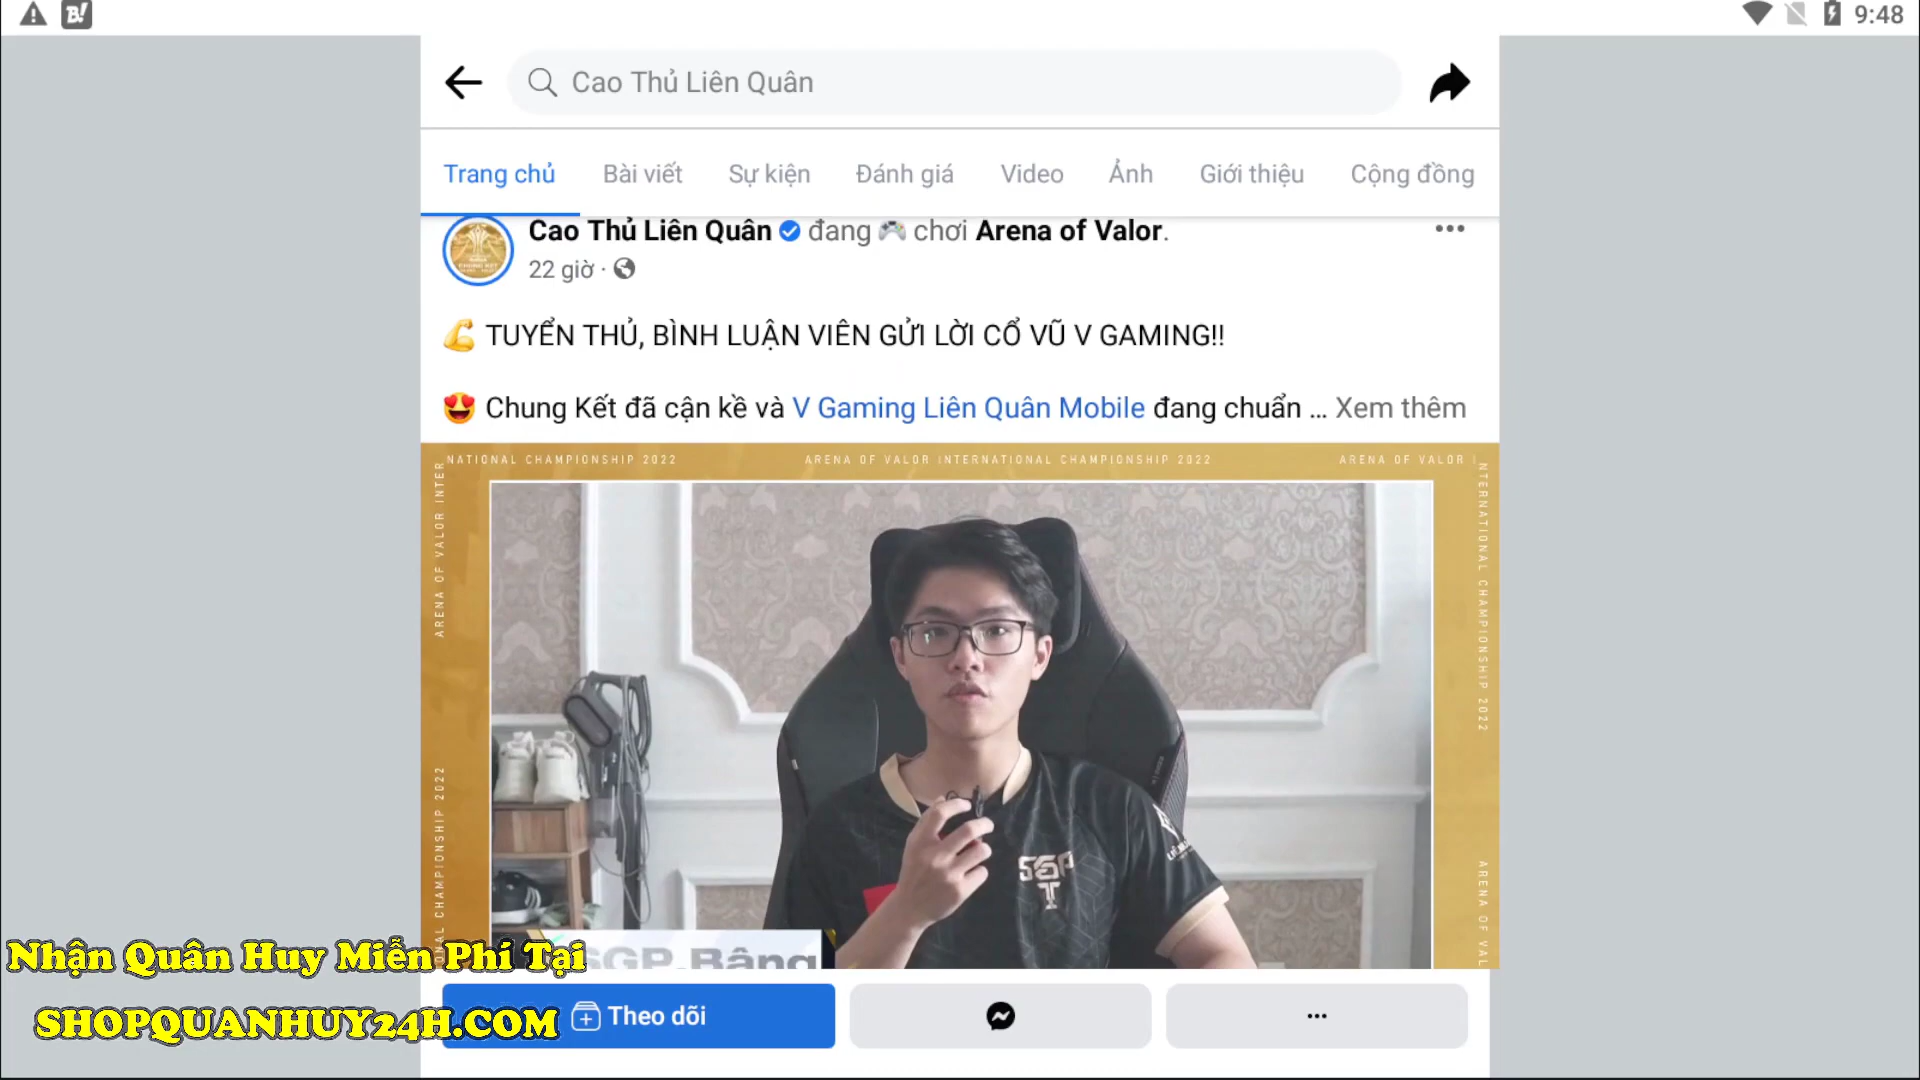 9:48
Cao Thủ Liên Quân
Trang chủ Bài viết Sự kiện Đánh giá Video Ảnh Giới thiệu Cộng đồng
Cao Thủ Liên Quân đang 🎮 chơi Arena of Valor.
22 giờ ·
💪 TUYỂN THỦ, BÌNH LUẬN VIÊN GỬI LỜI CỔ VŨ V GAMING!!
😍 Chung Kết đã cận kề và V Gaming Liên Quân Mobile đang chuẩn ... Xem thêm
NATIONAL CHAMPIONSHIP 2022 ARENA OF VALOR INTERNATIONAL CHAMPIONSHIP 2022 ARENA OF VALOR I
ARENA OF VALOR INTER
NTERNATIONAL CHAMPIONSHIP 2022
ONAL CHAMPIONSHIP 2022
ARENA OF VAL
SGP
SGP.Bâng
Nhận Quân Huy Miễn Phí Tại
SHOPQUANHUY24H.COM
Theo dõi